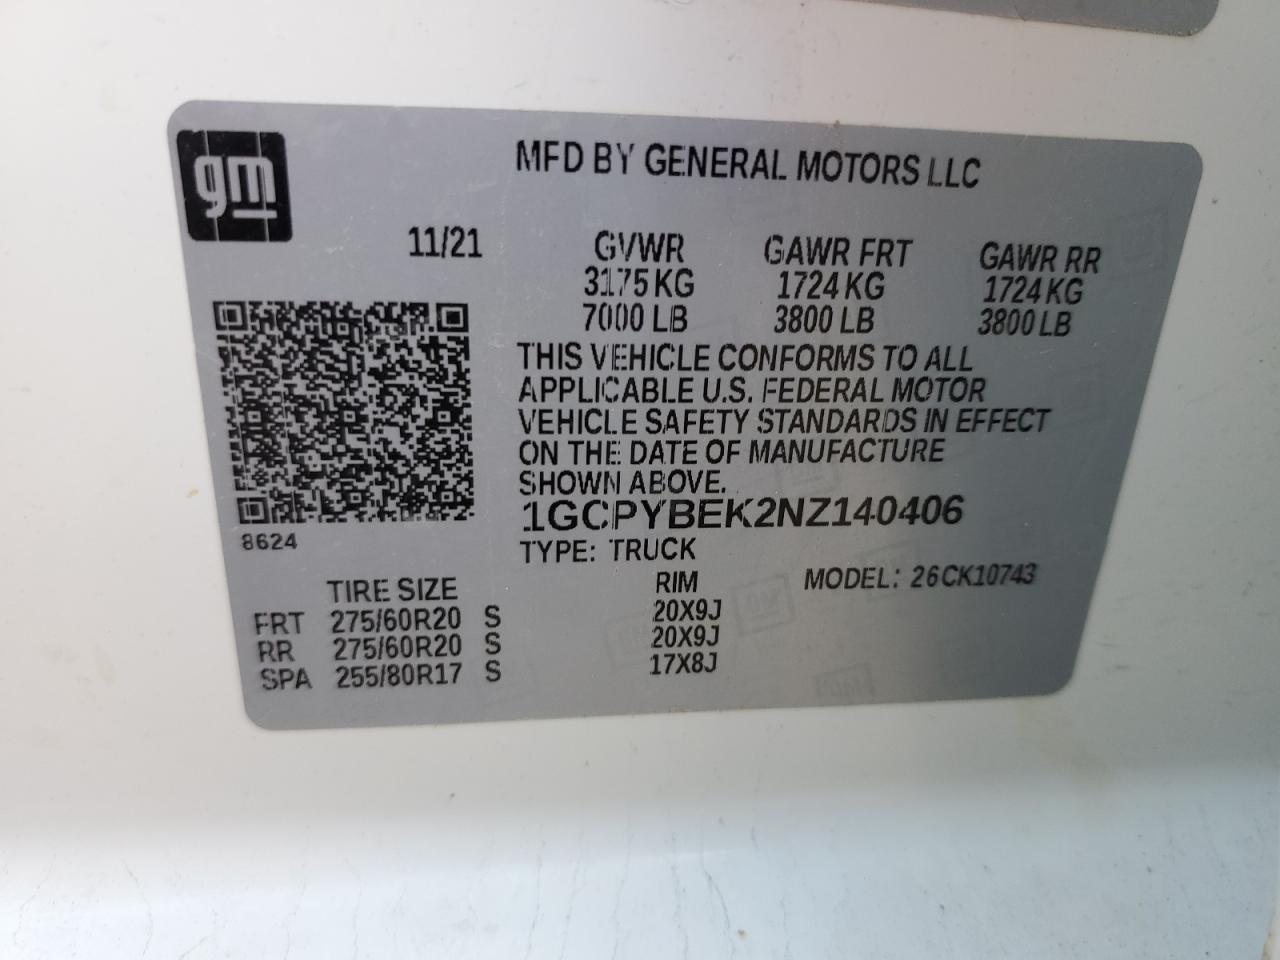 gm
MFD BY GENERAL MOTORS LLC
11/21
GVWR GAWR FRT GAWR RR
3175 KG 1724 KG 1724 KG
7000 LB 3800 LB 3800 LB
THIS VEHICLE CONFORMS TO ALL
APPLICABLE U.S. FEDERAL MOTOR
VEHICLE SAFETY STANDARDS IN EFFECT
ON THE DATE OF MANUFACTURE
SHOWN ABOVE.
1GCPYBEK2NZ140406
8624
TYPE: TRUCK
TIRE SIZE RIM MODEL: 26CK10743
FRT 275/60R20 S 20X9J
RR 275/60R20 S 20X9J
SPA 255/80R17 S 17X8J